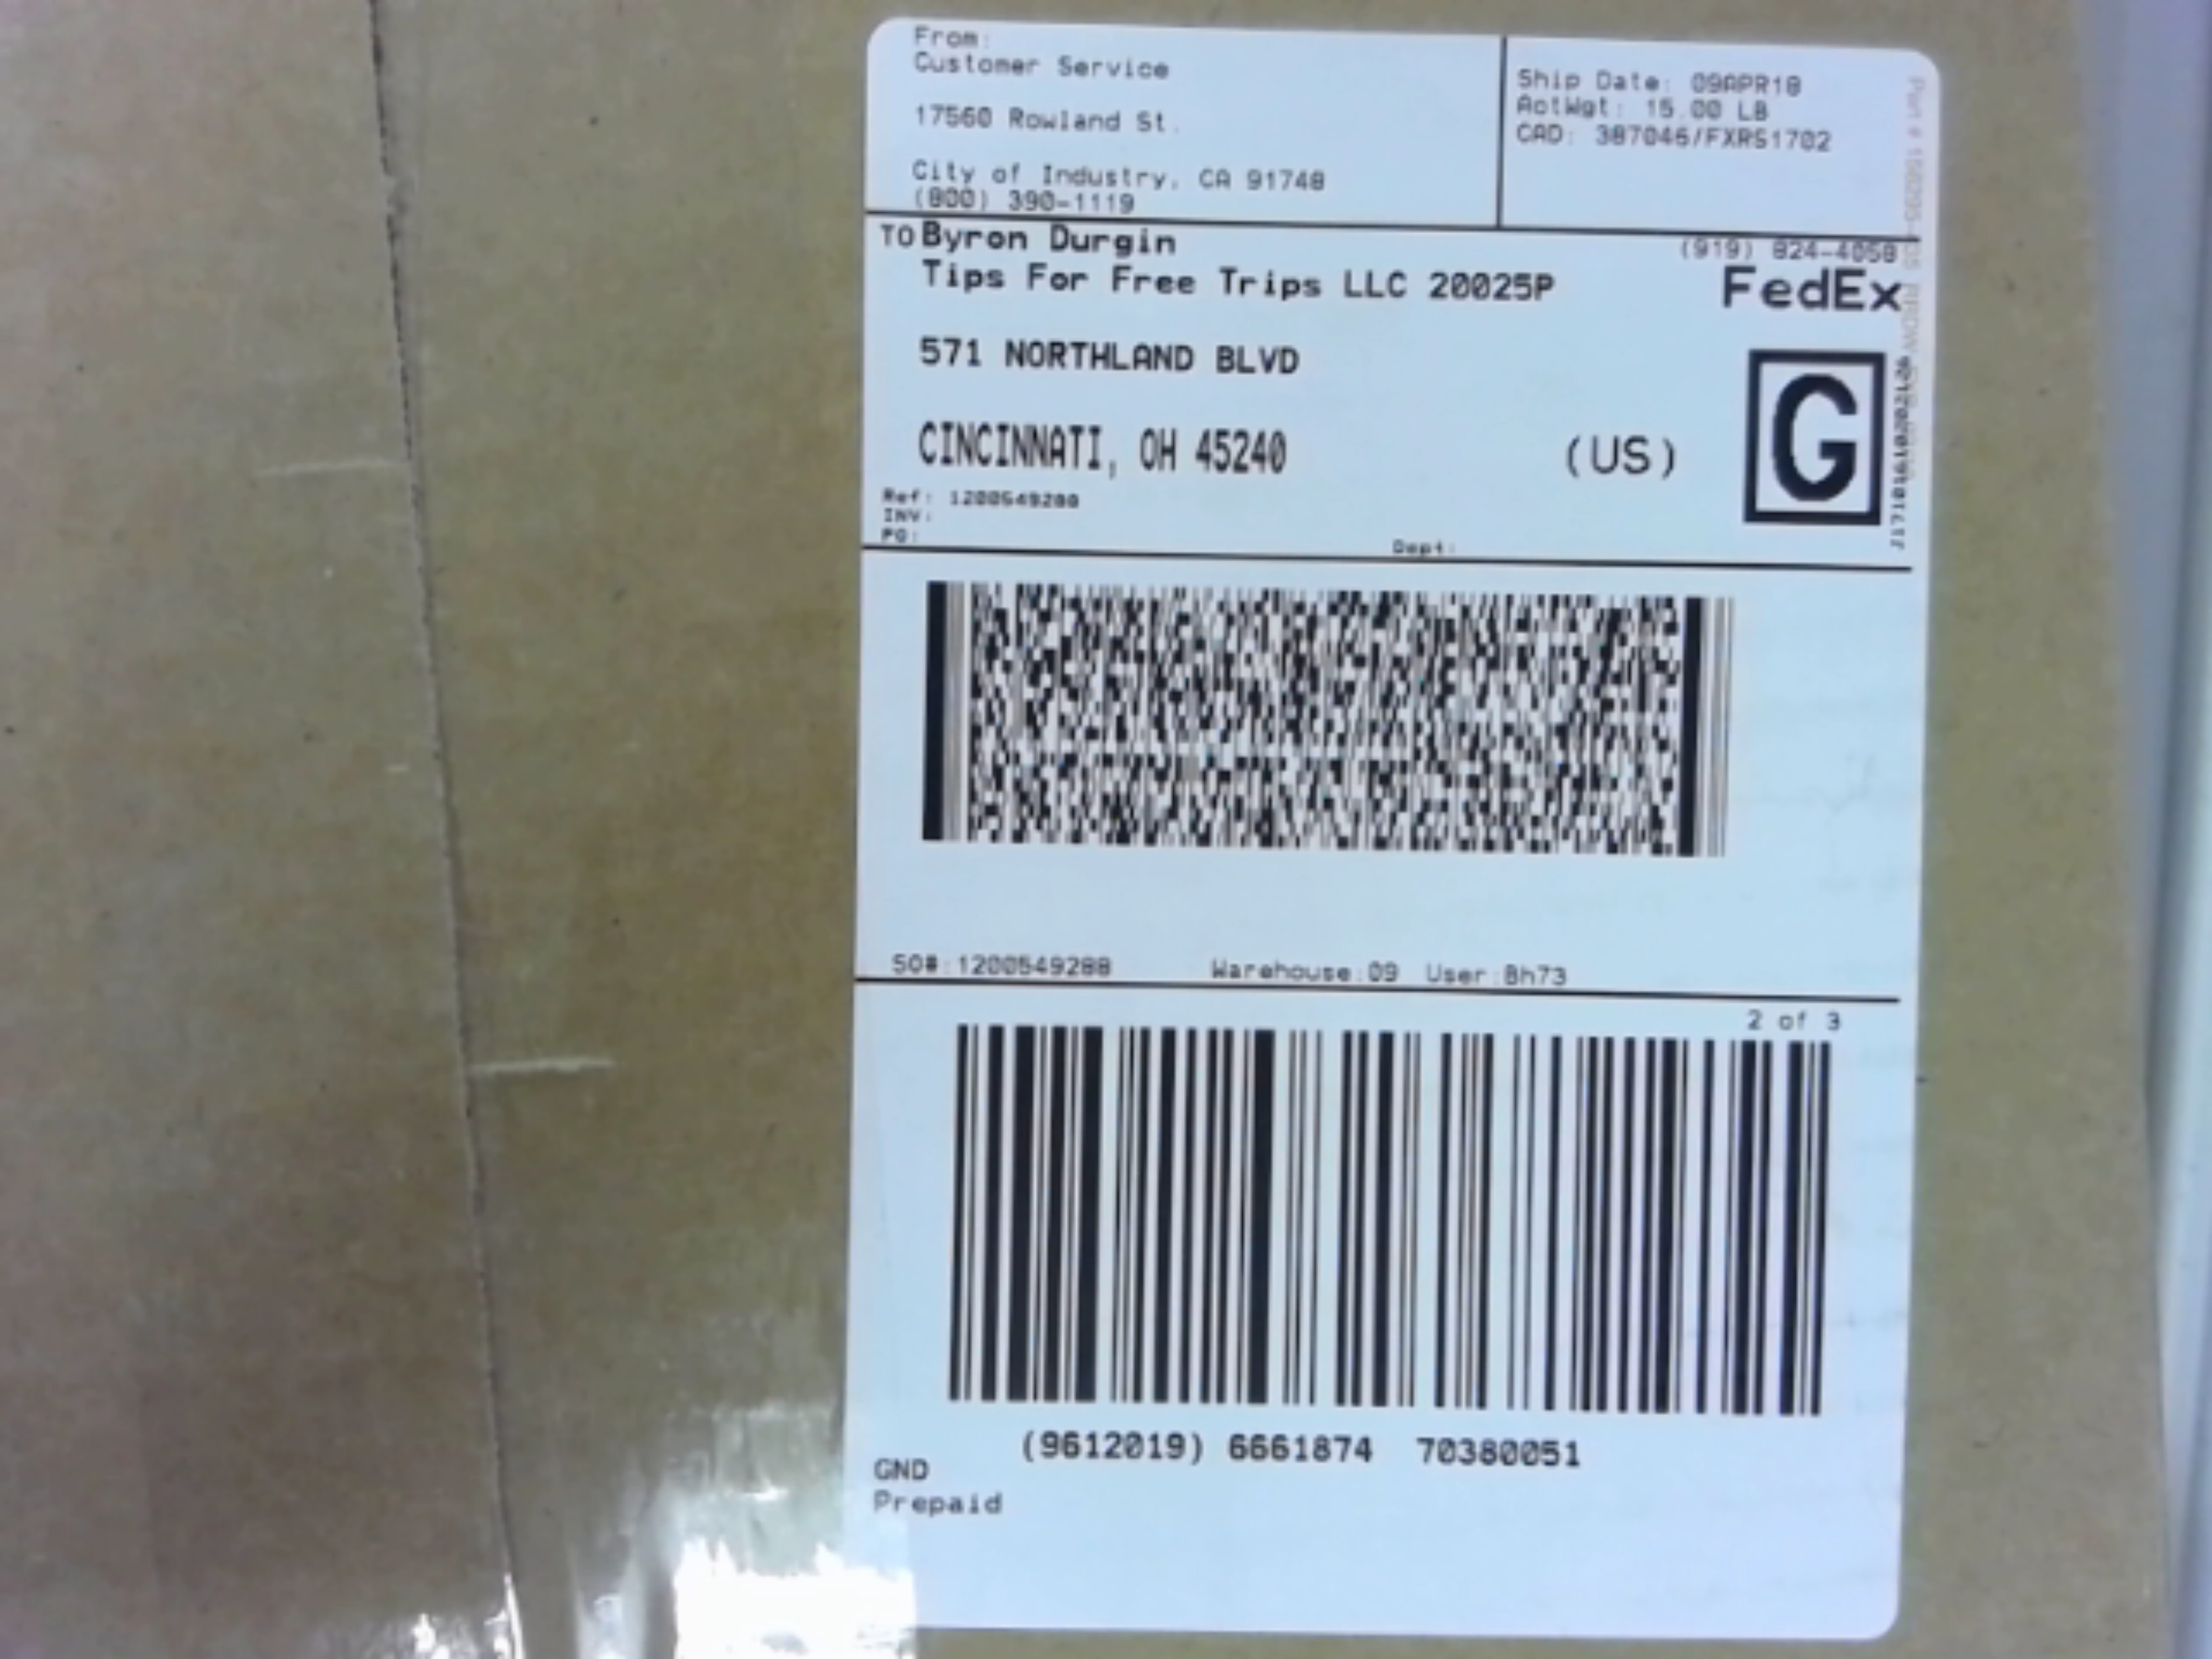 From:
Customer Service
17560 Rowland St.
City of Industry, CA 91748
(800) 390-1119
Ship Date: 09APR18
ActWgt: 15.00 LB
CAD: 387046/FXRS1702
TO Byron Durgin
Tips For Free Trips LLC 20025P
(919) 824-4058
FedEx
571 NORTHLAND BLVD
G
CINCINNATI, OH 45240 (US)
Ref: 1200549288
INV:
PO: Dept:
SO#:1200549288 Warehouse:09 User:Bh73
2 of 3
(9612019) 6661874 70380051
GND
Prepaid